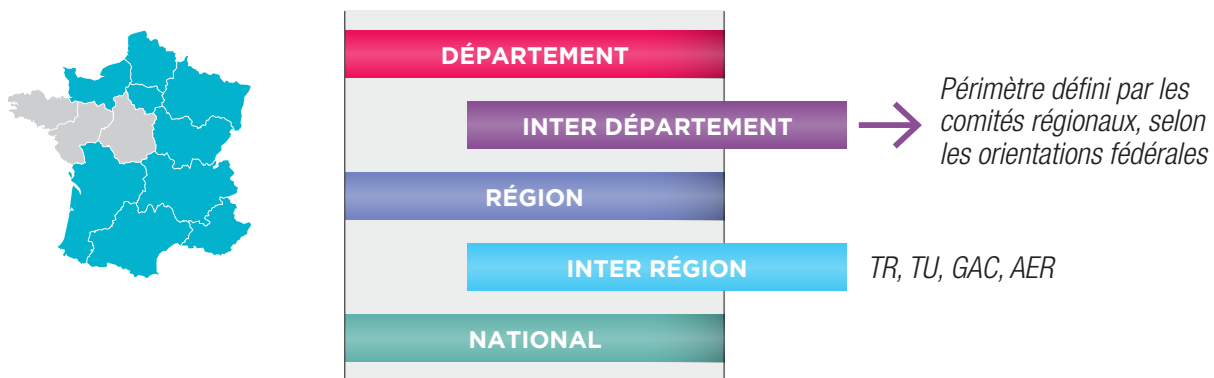 DÉPARTEMENT
INTER DÉPARTEMENT
Périmètre défini par les
comités régionaux, selon
les orientations fédérales
RÉGION
INTER RÉGION
TR, TU, GAC, AER
NATIONAL